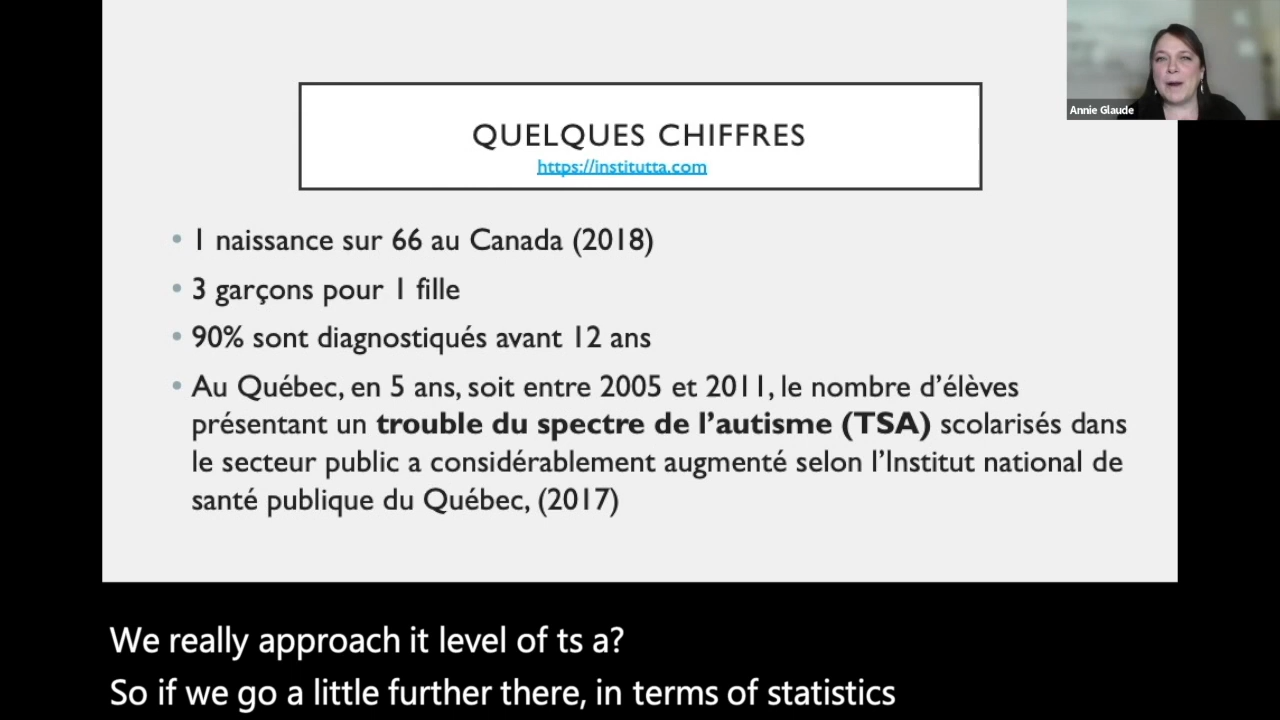 Annie Glaude
QUELQUES CHIFFRES
https://institutta.com
• 1 naissance sur 66 au Canada (2018)
• 3 garçons pour 1 fille
• 90% sont diagnostiqués avant 12 ans
• Au Québec, en 5 ans, soit entre 2005 et 2011, le nombre d’élèves
présentant un trouble du spectre de l’autisme (TSA) scolarisés dans
le secteur public a considérablement augmenté selon l’Institut national de
santé publique du Québec, (2017)
We really approach it level of ts a?
So if we go a little further there, in terms of statistics